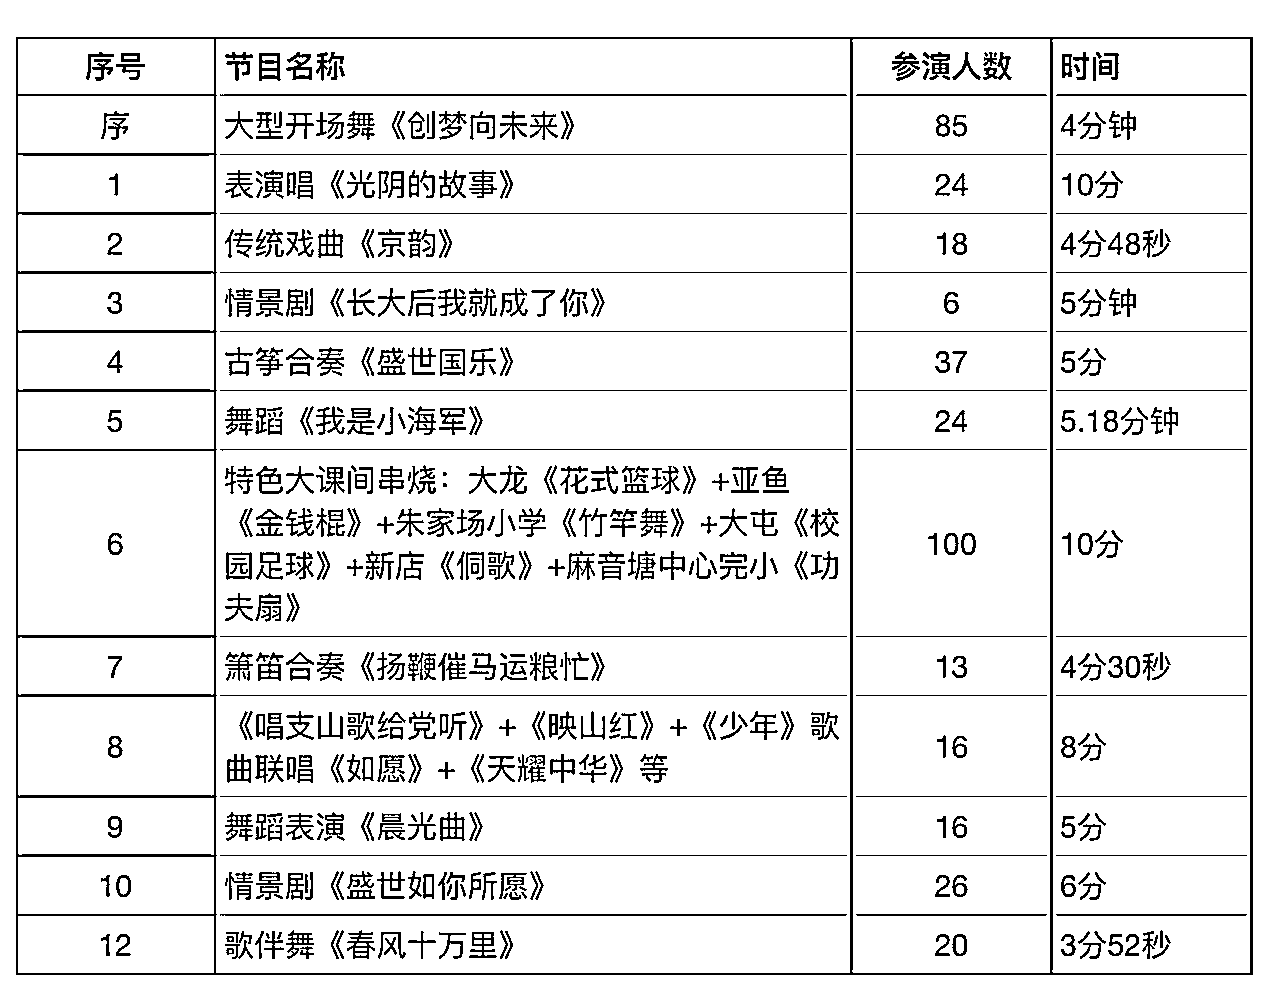 序号 节目名称 参演人数 时间
序 大型开场舞《创梦向未来》 85 4分钟
1 表演唱《光阴的故事》 24 10分
2 传统戏曲《京韵》 18 4分48秒
3 情景剧《长大后我就成了你》 6 5分钟
4 古筝合奏《盛世国乐》 37 5分
5 舞蹈《我是小海军》 24 5.18分钟
特色大课间串烧：大龙《花式篮球》+亚鱼
《金钱棍》+朱家场小学《竹竿舞》+大屯《校
6 100 10分
园足球》+新店《侗歌》+麻音塘中心完小《功
夫扇》
7 箫笛合奏《扬鞭催马运粮忙》 13 4分30秒
《唱支山歌给党听》+《映山红》+《少年》歌
8 16 8分
曲联唱《如愿》+《天耀中华》等
9 舞蹈表演《晨光曲》 16 5分
10 情景剧《盛世如你所愿》 26 6分
12 歌伴舞《春风十万里》 20 3分52秒